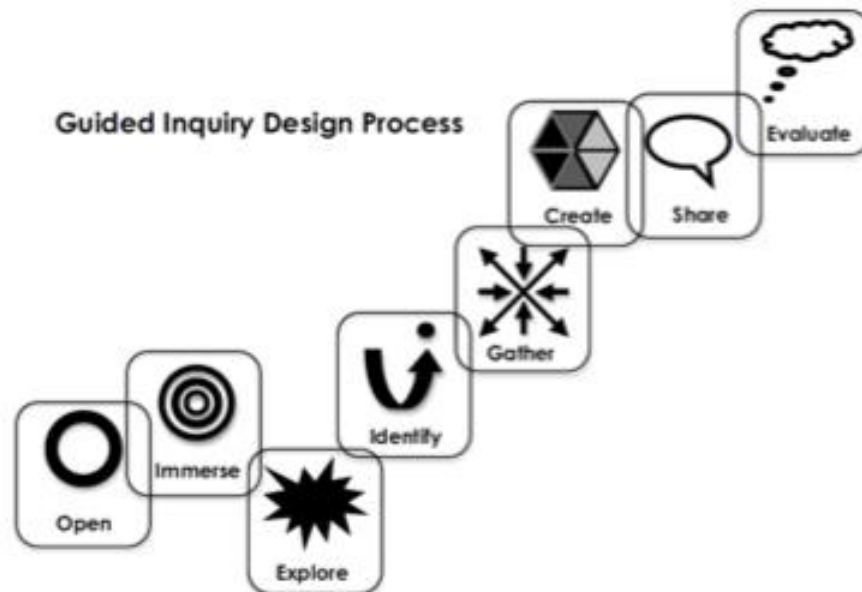 Guided Inquiry Design Process
Open
Immerse
Explore
Identify
Gather
Create
Share
Evaluate